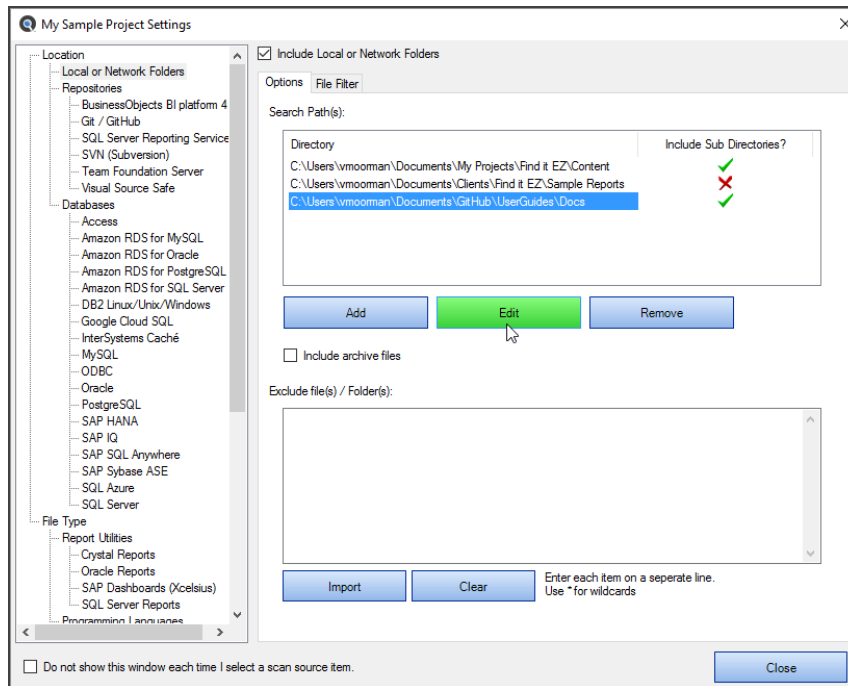 My Sample Project Settings
Location
Local or Network Folders
Repositories
BusinessObjects BI platform 4
Git / GitHub
SQL Server Reporting Service
SVN (Subversion)
Team Foundation Server
Visual Source Safe
Databases
Access
Amazon RDS for MySQL
Amazon RDS for Oracle
Amazon RDS for PostgreSQL
Amazon RDS for SQL Server
DB2 Linux/Unix/Windows
Google Cloud SQL
InterSystems Caché
MySQL
ODBC
Oracle
PostgreSQL
SAP HANA
SAP IQ
SAP SQL Anywhere
SAP Sybase ASE
SQL Azure
SQL Server
File Type
Report Utilities
Crystal Reports
Oracle Reports
SAP Dashboards (Xcelsius)
SQL Server Reports
Programming Languages
Include Local or Network Folders
Options File Filter
Search Path(s):
Directory Include Sub Directories?
C:\Users\vmoorman\Documents\My Projects\Find it EZ\Content
C:\Users\vmoorman\Documents\Clients\Find it EZ\Sample Reports
C:\Users\vmoorman\Documents\GitHub\UserGuides\Docs
Add Edit Remove
Include archive files
Exclude file(s) / Folder(s):
Import Clear
Enter each item on a seperate line.
Use * for wildcards
Do not show this window each time I select a scan source item.
Close